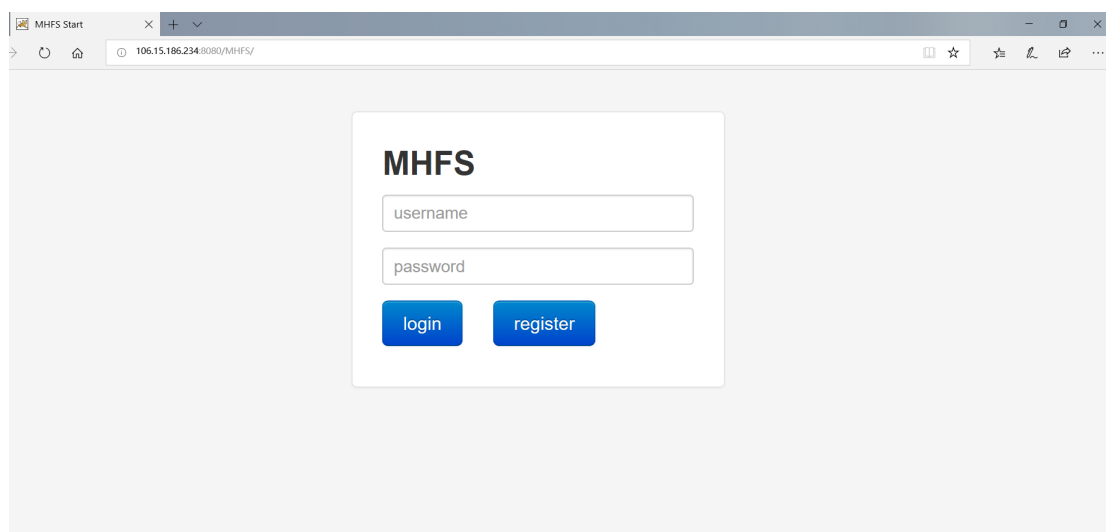 MHFS Start
106.15.186.234:8080/MHFS/
MHFS
username
password
login register